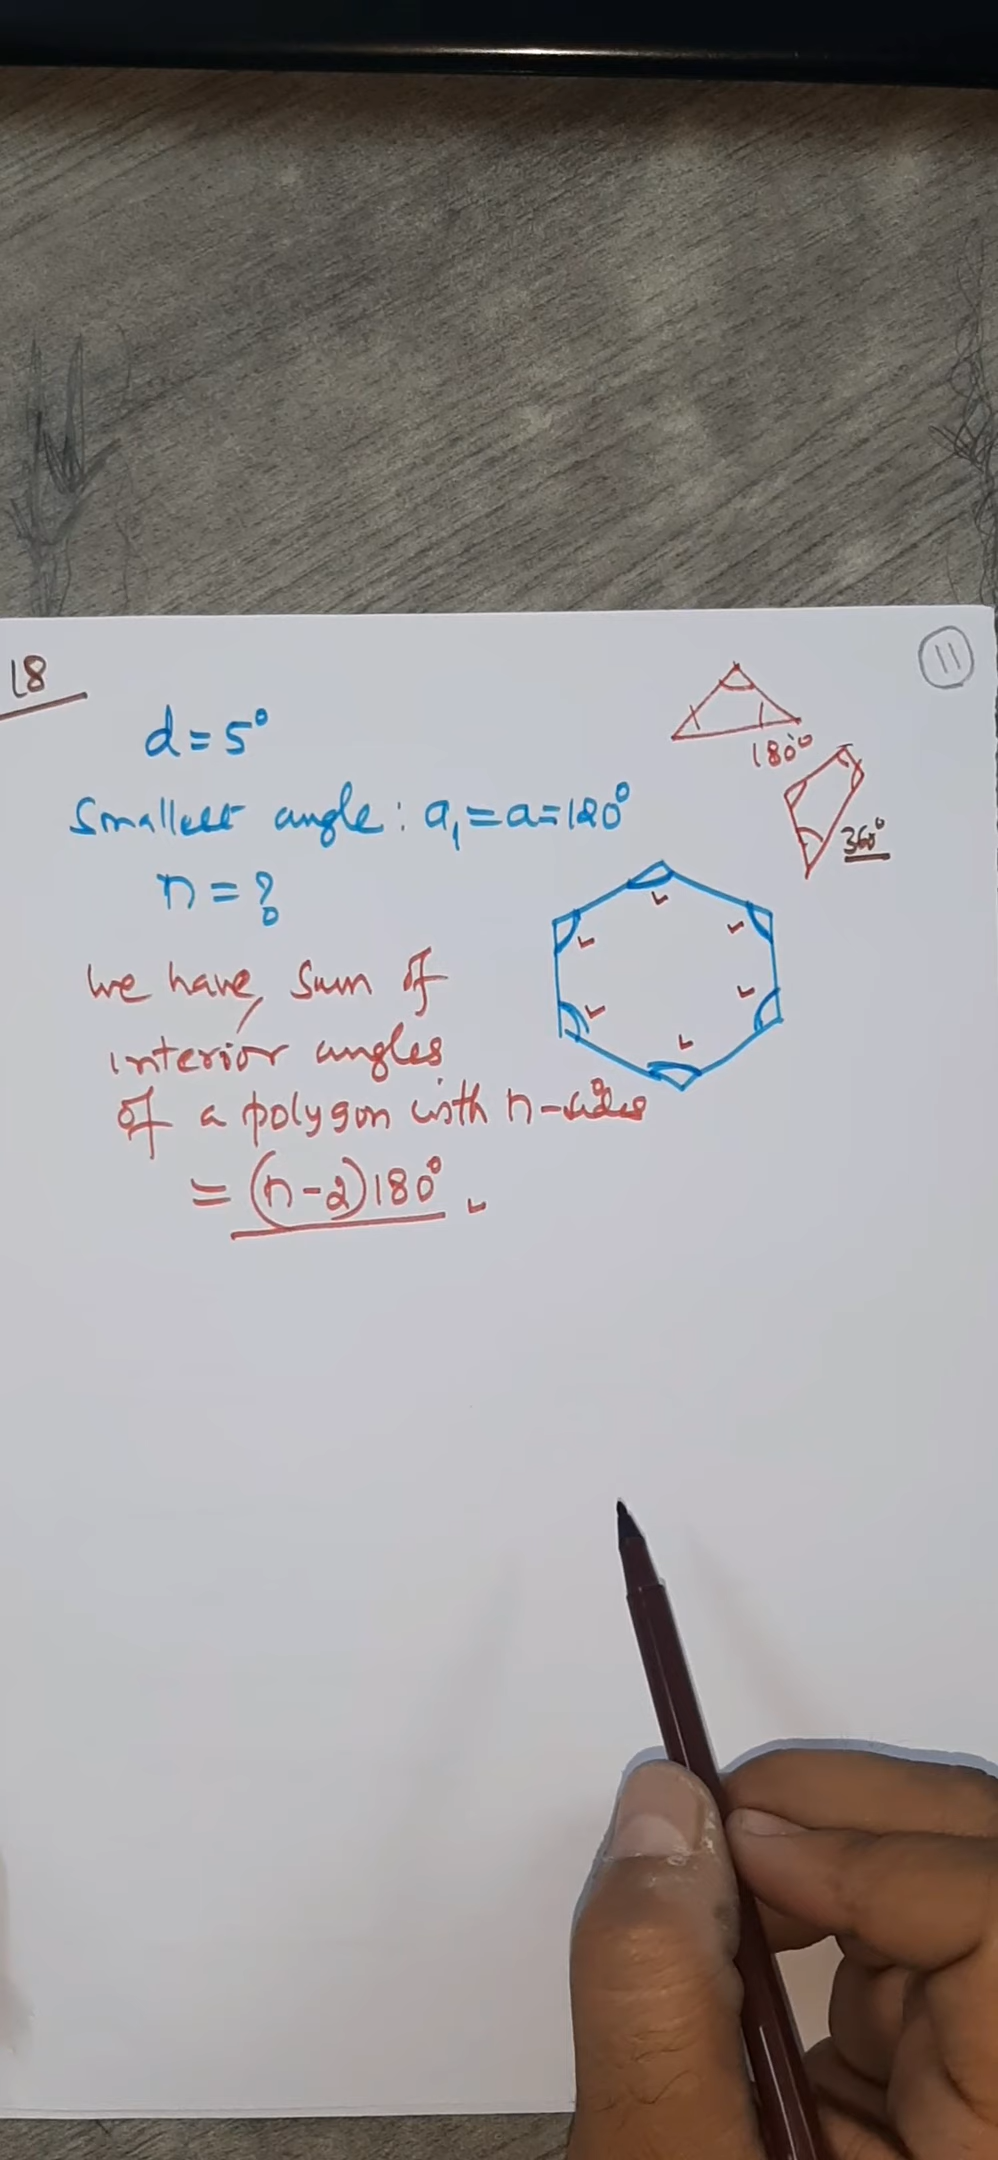 18
11
d = 5°
Smallest angle : a₁ = a = 120°
n = ?
180°
360°
We have, Sum of
interior angles
of a polygon with n-sides
= (n-2)180°.